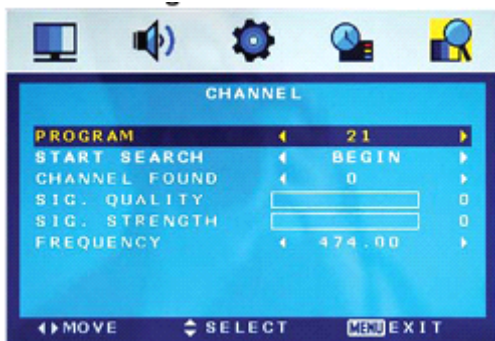 CHANNEL
PROGRAM 21
START SEARCH BEGIN
CHANNEL FOUND 0
SIG. QUALITY 0
SIG. STRENGTH 0
FREQUENCY 474.00
MOVE SELECT MENU EXIT